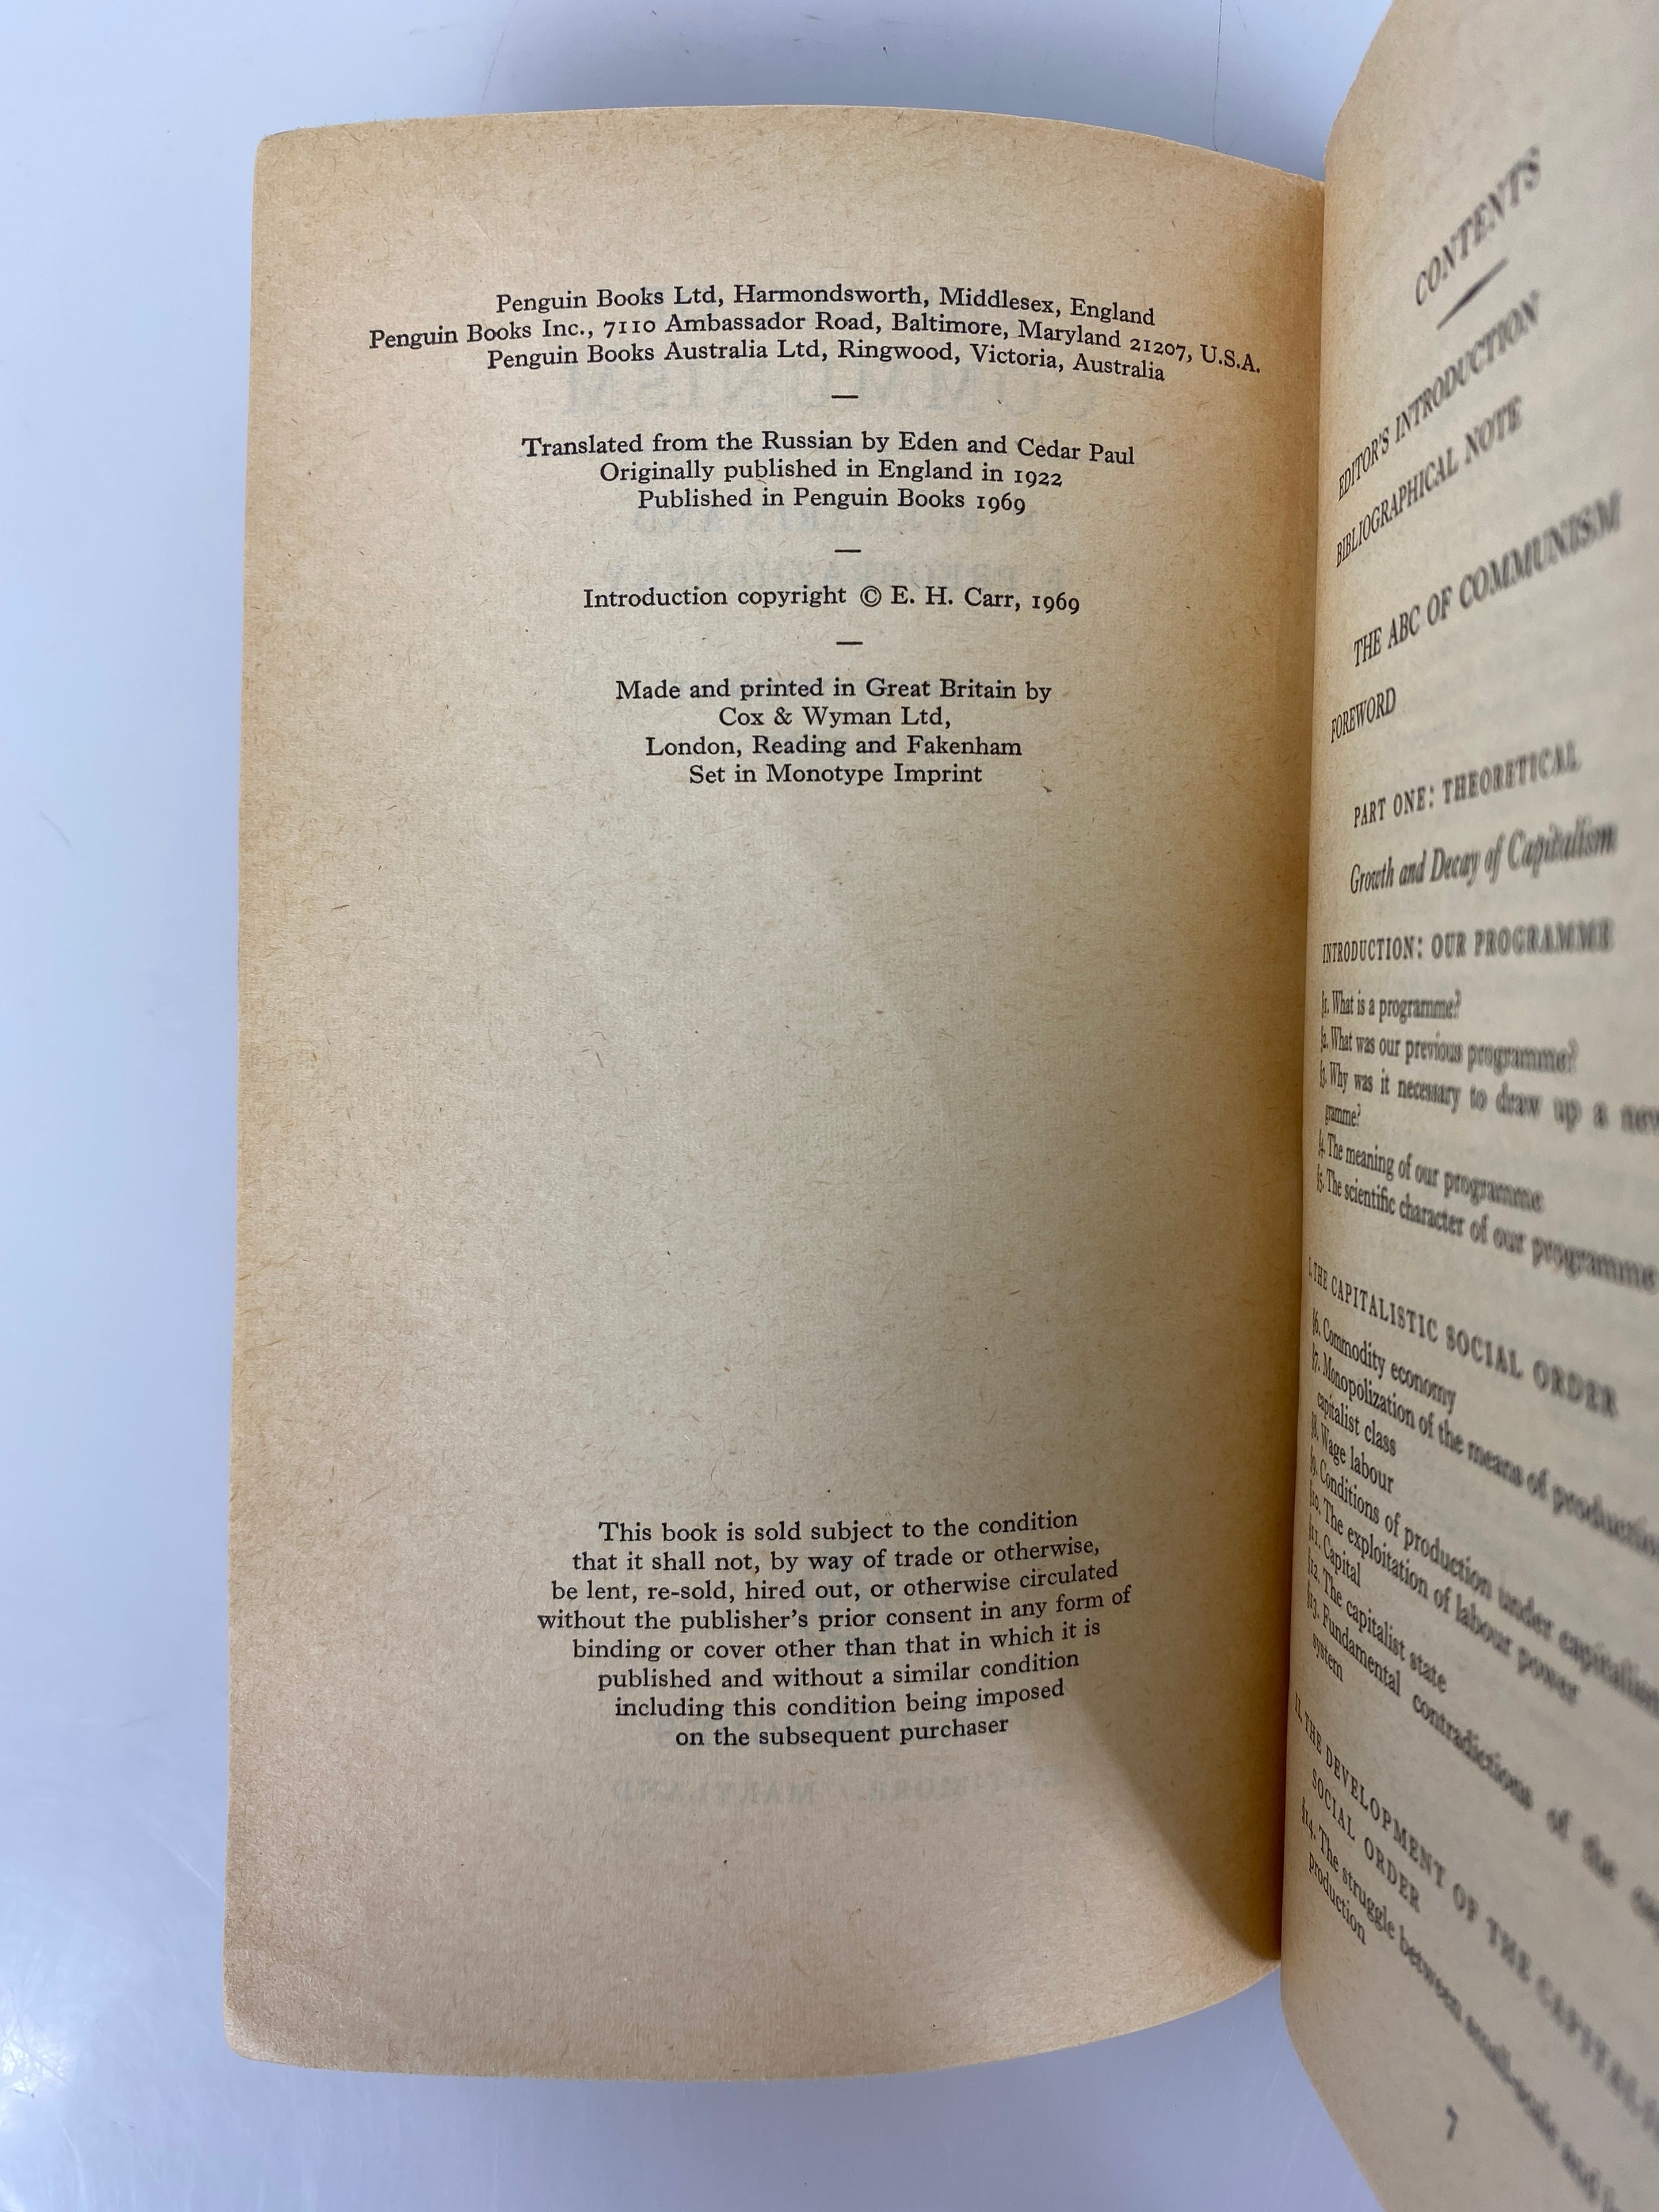 Penguin Books Ltd, Harmondsworth, Middlesex, England
Penguin Books Inc., 7110 Ambassador Road, Baltimore, Maryland 21207, U.S.A.
Penguin Books Australia Ltd, Ringwood, Victoria, Australia
Translated from the Russian by Eden and Cedar Paul
Originally published in England in 1922
Published in Penguin Books 1969
Introduction copyright © E. H. Carr, 1969
Made and printed in Great Britain by
Cox & Wyman Ltd,
London, Reading and Fakenham
Set in Monotype Imprint
This book is sold subject to the condition
that it shall not, by way of trade or otherwise,
be lent, re-sold, hired out, or otherwise circulated
without the publisher's prior consent in any form of
binding or cover other than that in which it is
published and without a similar condition
including this condition being imposed
on the subsequent purchaser
CONTENTS
EDITOR'S INTRODUCTION
BIBLIOGRAPHICAL NOTE
THE ABC OF COMMUNISM
FOREWORD
PART ONE: THEORETICAL
Growth and Decay of Capitalism
INTRODUCTION: OUR PROGRAMME
§1. What is a programme?
§2. What was our previous programme?
§3. Why was it necessary to draw up a new
gramme?
§4. The meaning of our programme
§5. The scientific character of our programme
I. THE CAPITALISTIC SOCIAL ORDER
§6. Commodity economy
§7. Monopolization of the means of production
capitalist class
§8. Wage labour
§9. Conditions of production under capitalism
§10. The exploitation of labour power
§11. Capital
§12. The capitalist state
§13. Fundamental contradictions of the
system
II. THE DEVELOPMENT OF THE CAPITALISTIC
SOCIAL ORDER
§14. The struggle between small-scale and
production
7